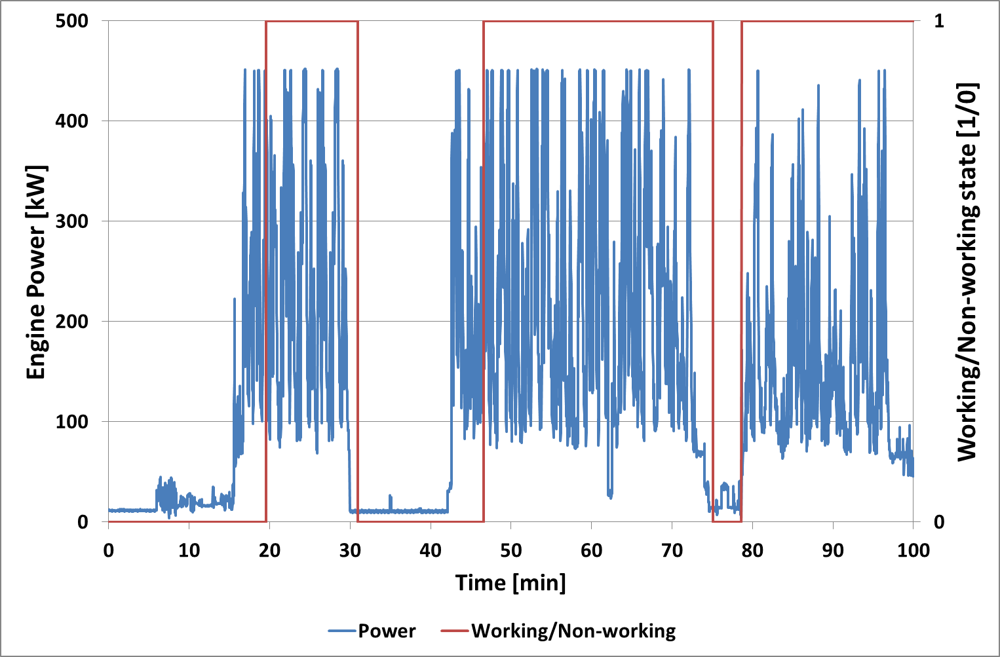 500
400
300
200
100
0
Engine Power [kW]
1
0
Working/Non-working state [1/0]
0 10 20 30 40 50 60 70 80 90 100
Time [min]
Power Working/Non-working